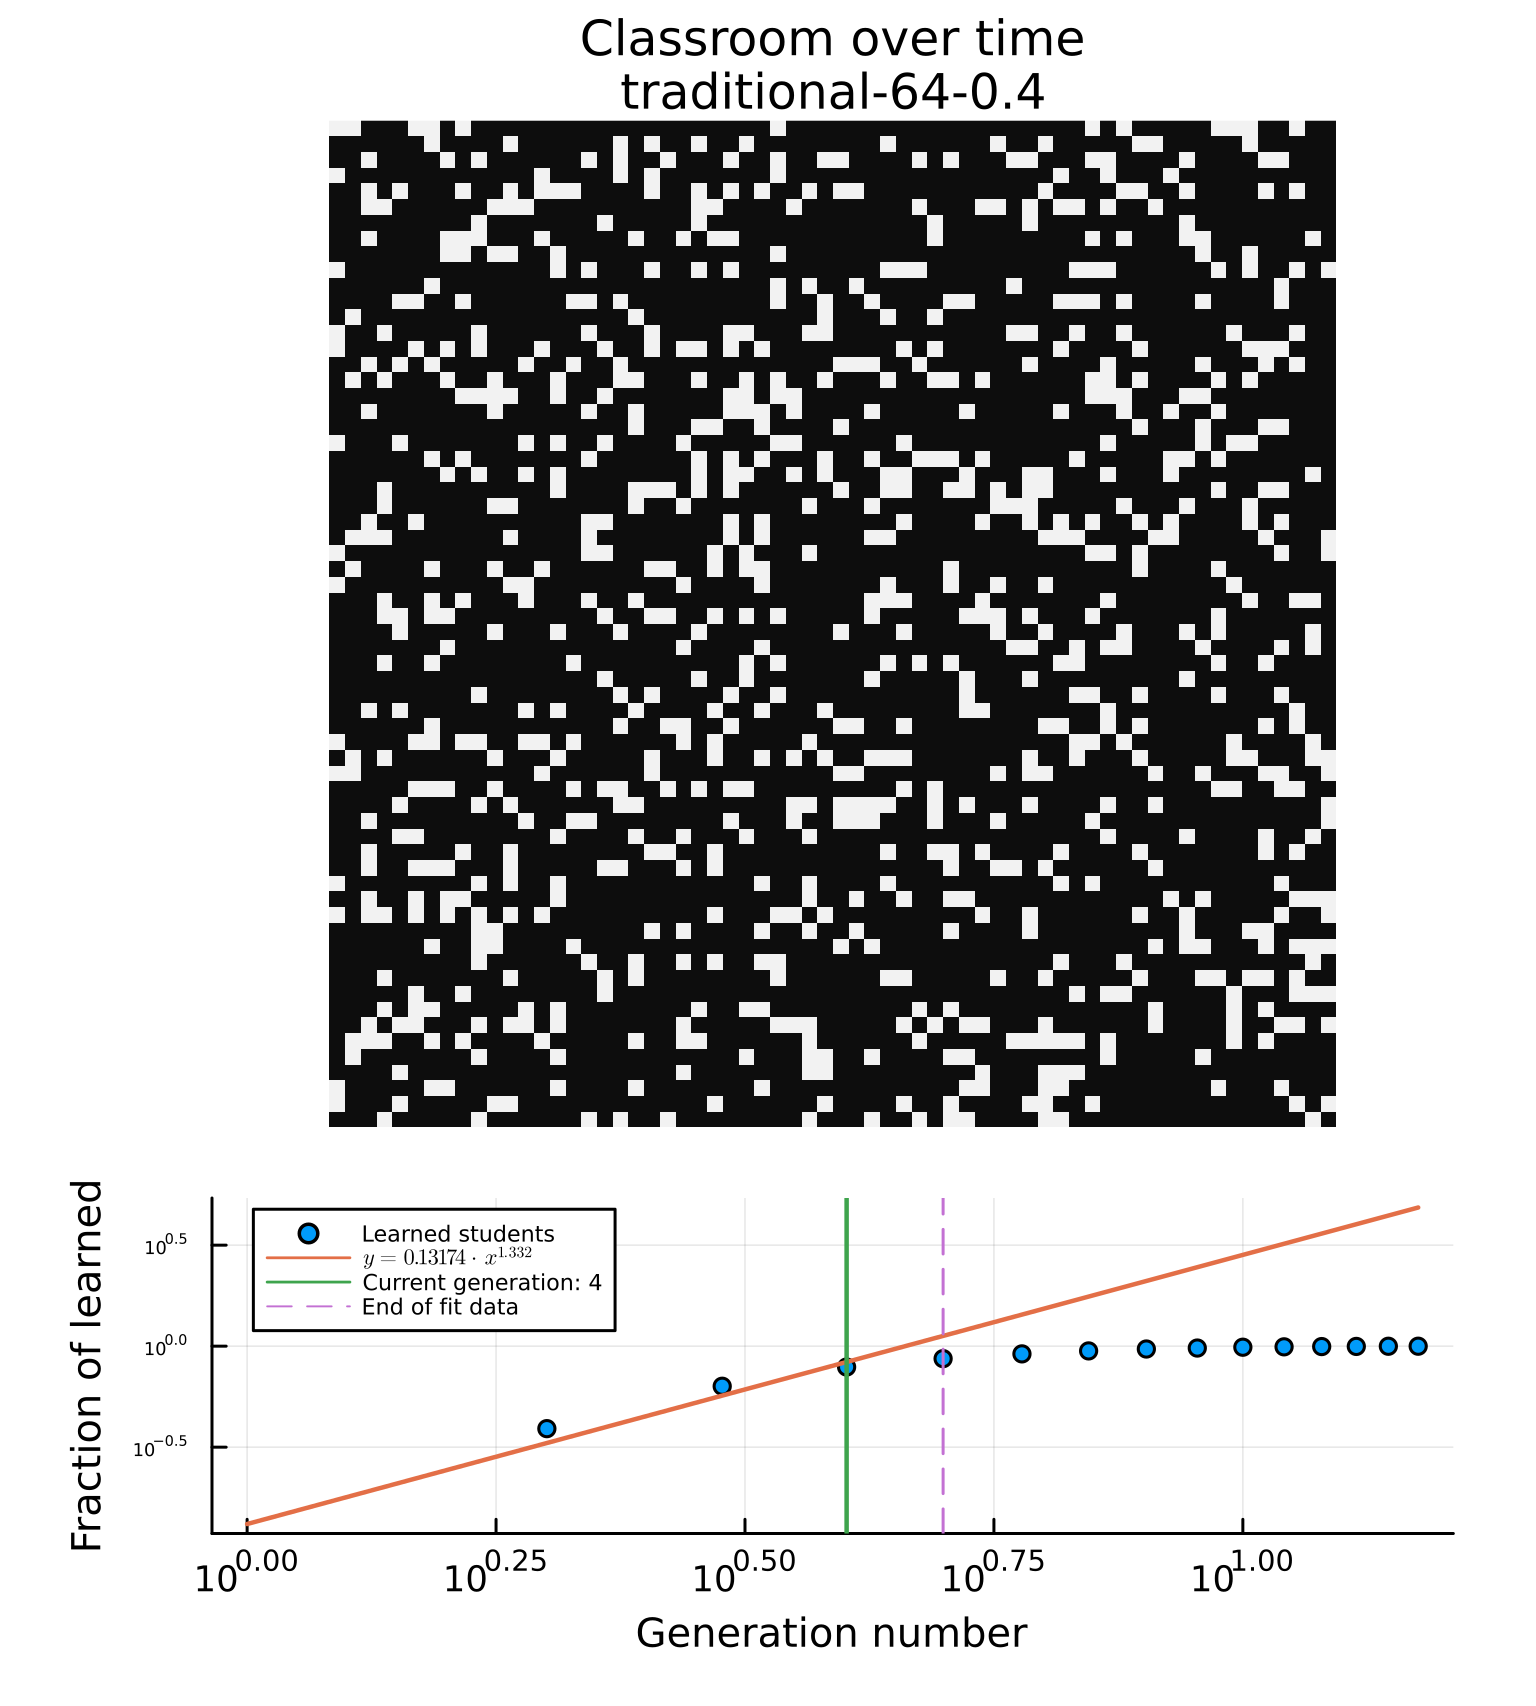 Classroom over time
traditional-64-0.4
Fraction of learned
10^0.5
10^0.0
10^−0.5
Learned students
y = 0.13174 · x^1.332
Current generation: 4
End of fit data
10^0.00 10^0.25 10^0.50 10^0.75 10^1.00
Generation number